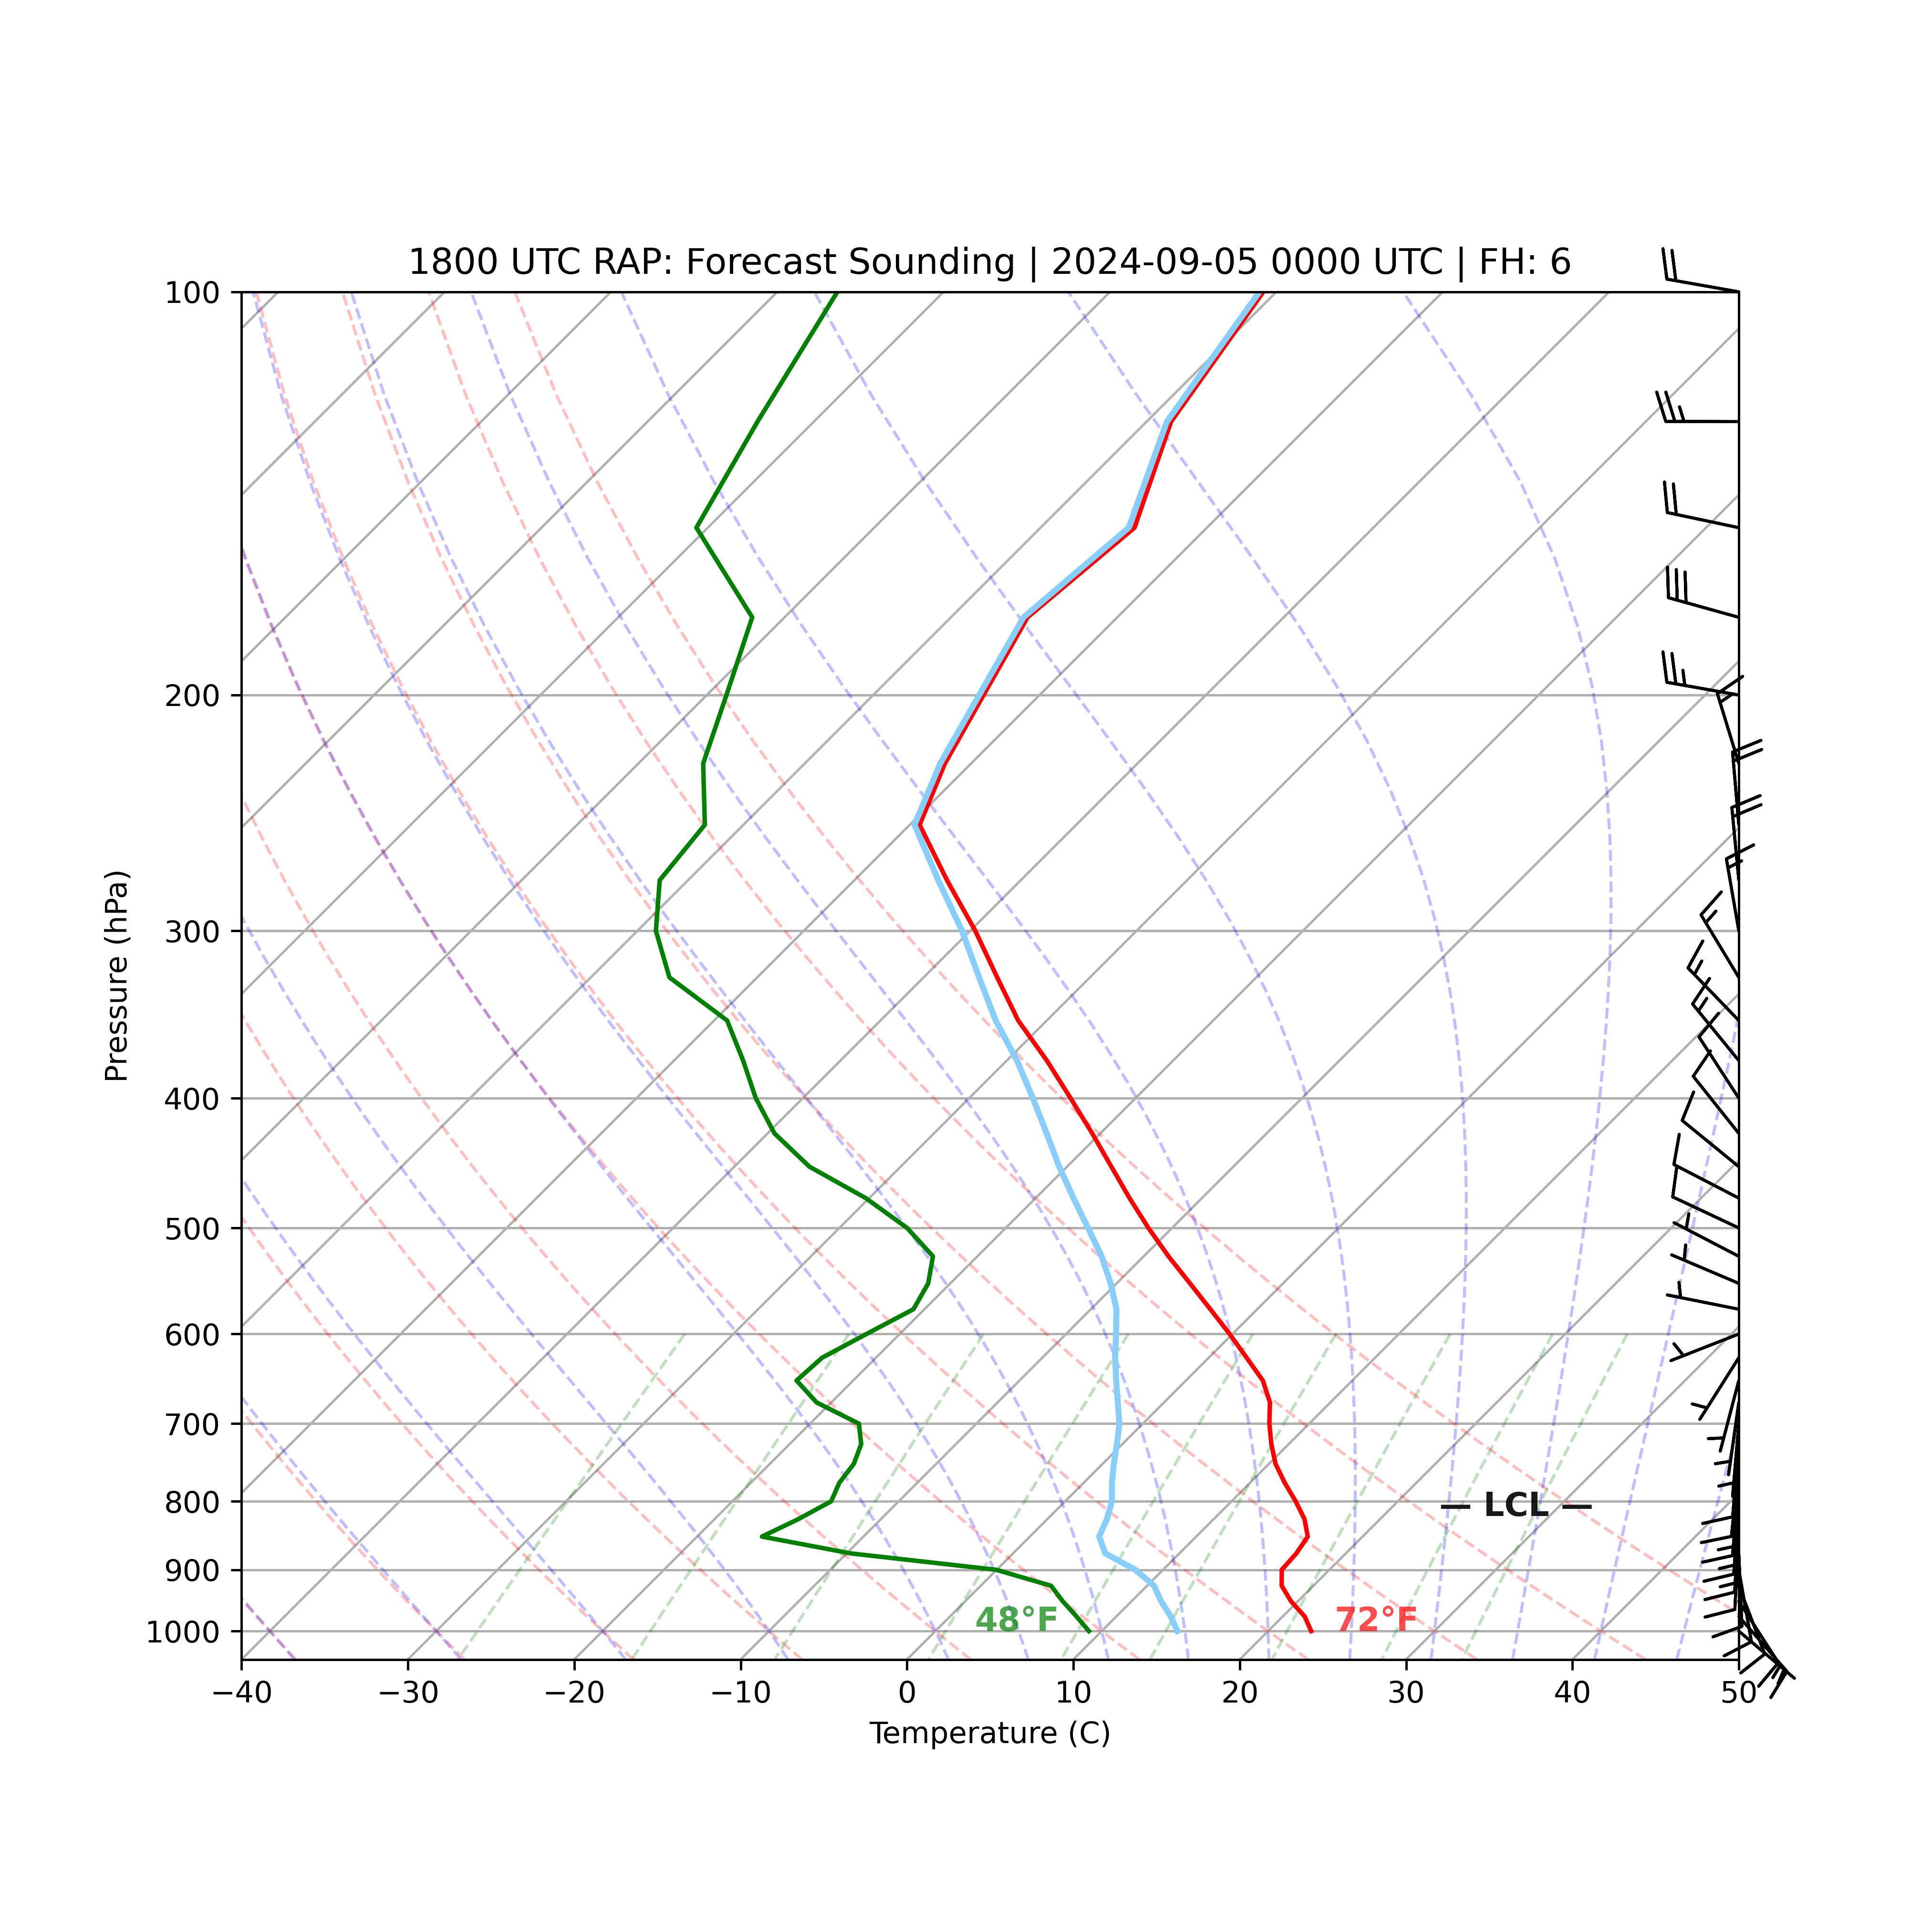 1800 UTC RAP: Forecast Sounding | 2024-09-05 0000 UTC | FH: 6
100
200
300
400
500
600
700
800
900
1000
Pressure (hPa)
— LCL —
48°F
72°F
−40 −30 −20 −10 0 10 20 30 40 50
Temperature (C)